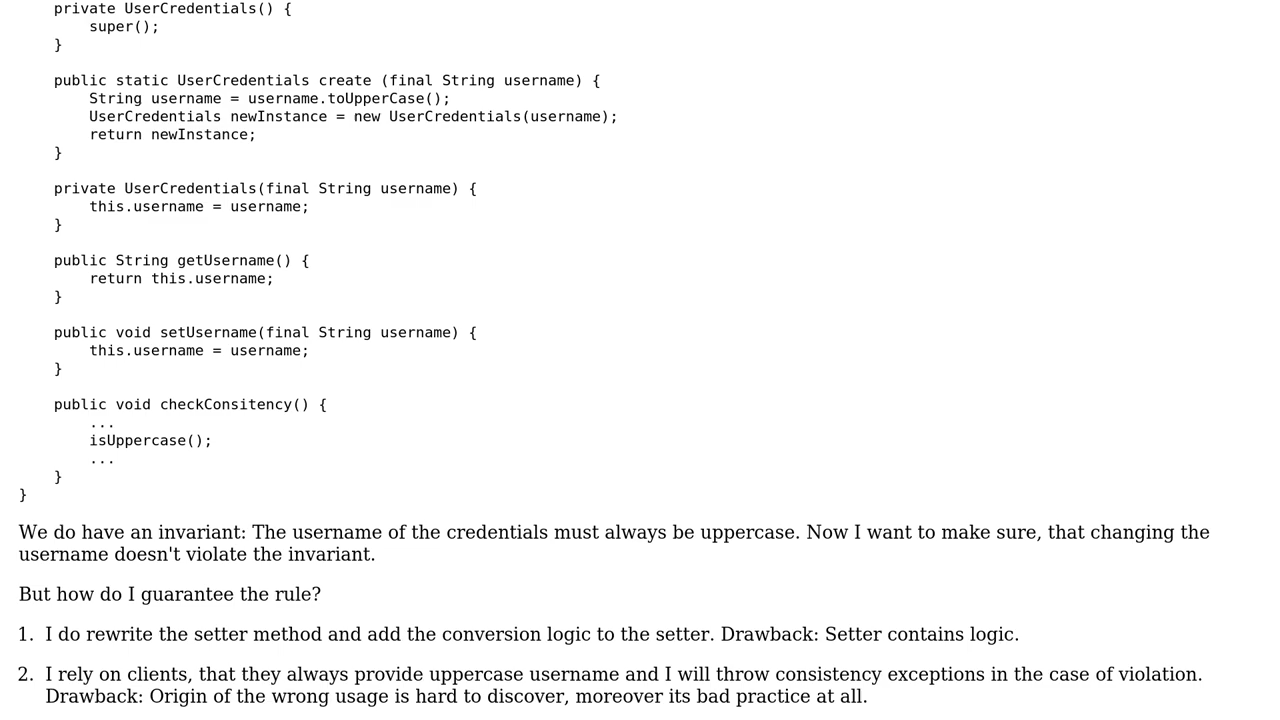 private UserCredentials() {
super();
}
public static UserCredentials create (final String username) {
String username = username.toUpperCase();
UserCredentials newInstance = new UserCredentials(username);
return newInstance;
}
private UserCredentials(final String username) {
this.username = username;
}
public String getUsername() {
return this.username;
}
public void setUsername(final String username) {
this.username = username;
}
public void checkConsitency() {
...
isUppercase();
...
}
}
We do have an invariant: The username of the credentials must always be uppercase. Now I want to make sure, that changing the
username doesn't violate the invariant.
But how do I guarantee the rule?
1. I do rewrite the setter method and add the conversion logic to the setter. Drawback: Setter contains logic.
2. I rely on clients, that they always provide uppercase username and I will throw consistency exceptions in the case of violation.
Drawback: Origin of the wrong usage is hard to discover, moreover its bad practice at all.